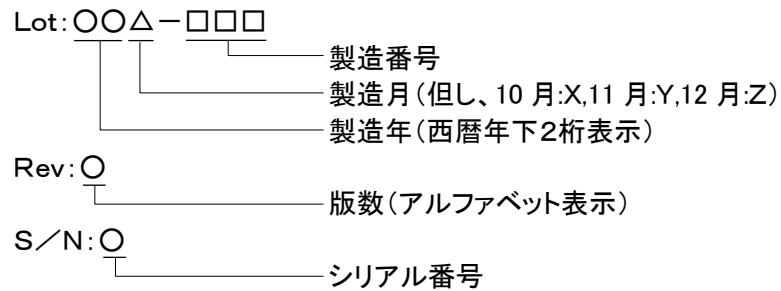 Lot:○○△－□□□
製造番号
製造月（但し、10 月:X,11 月:Y,12 月:Z）
製造年（西暦年下2桁表示）
Rev:○
版数（アルファベット表示）
S／N:○
シリアル番号